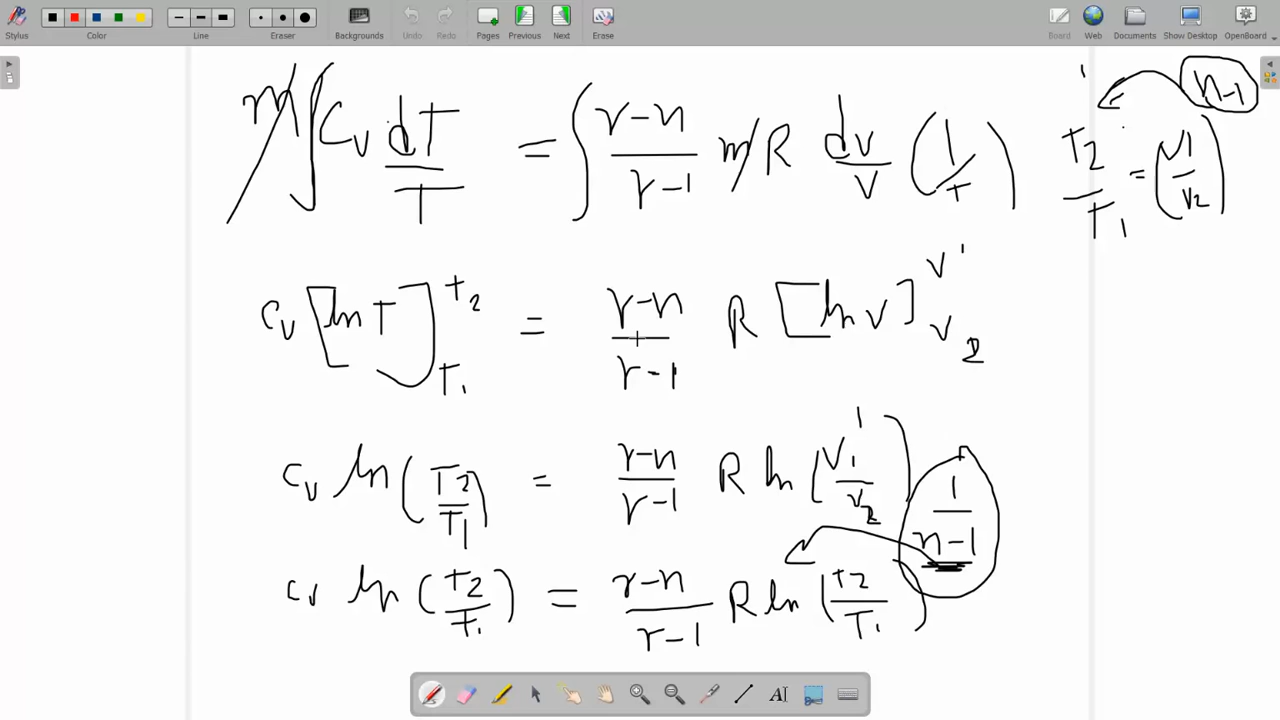 Stylus Color Line Eraser Backgrounds Undo Redo Pages Previous Next Erase Board Web Documents Show Desktop OpenBoard
m∫ Cv dT/T = ∫ γ-n/γ-1 mR dv/v (1/T)
T2/T1 = (V1/V2)^n-1
Cv [ln T]T1^T2 = γ-n/γ-1 R [ln v]V2^V1
Cv ln(T2/T1) = γ-n/γ-1 R ln(V1/V2)
Cv ln(T2/T1) = γ-n/γ-1 R ln(T2/T1)^1/n-1